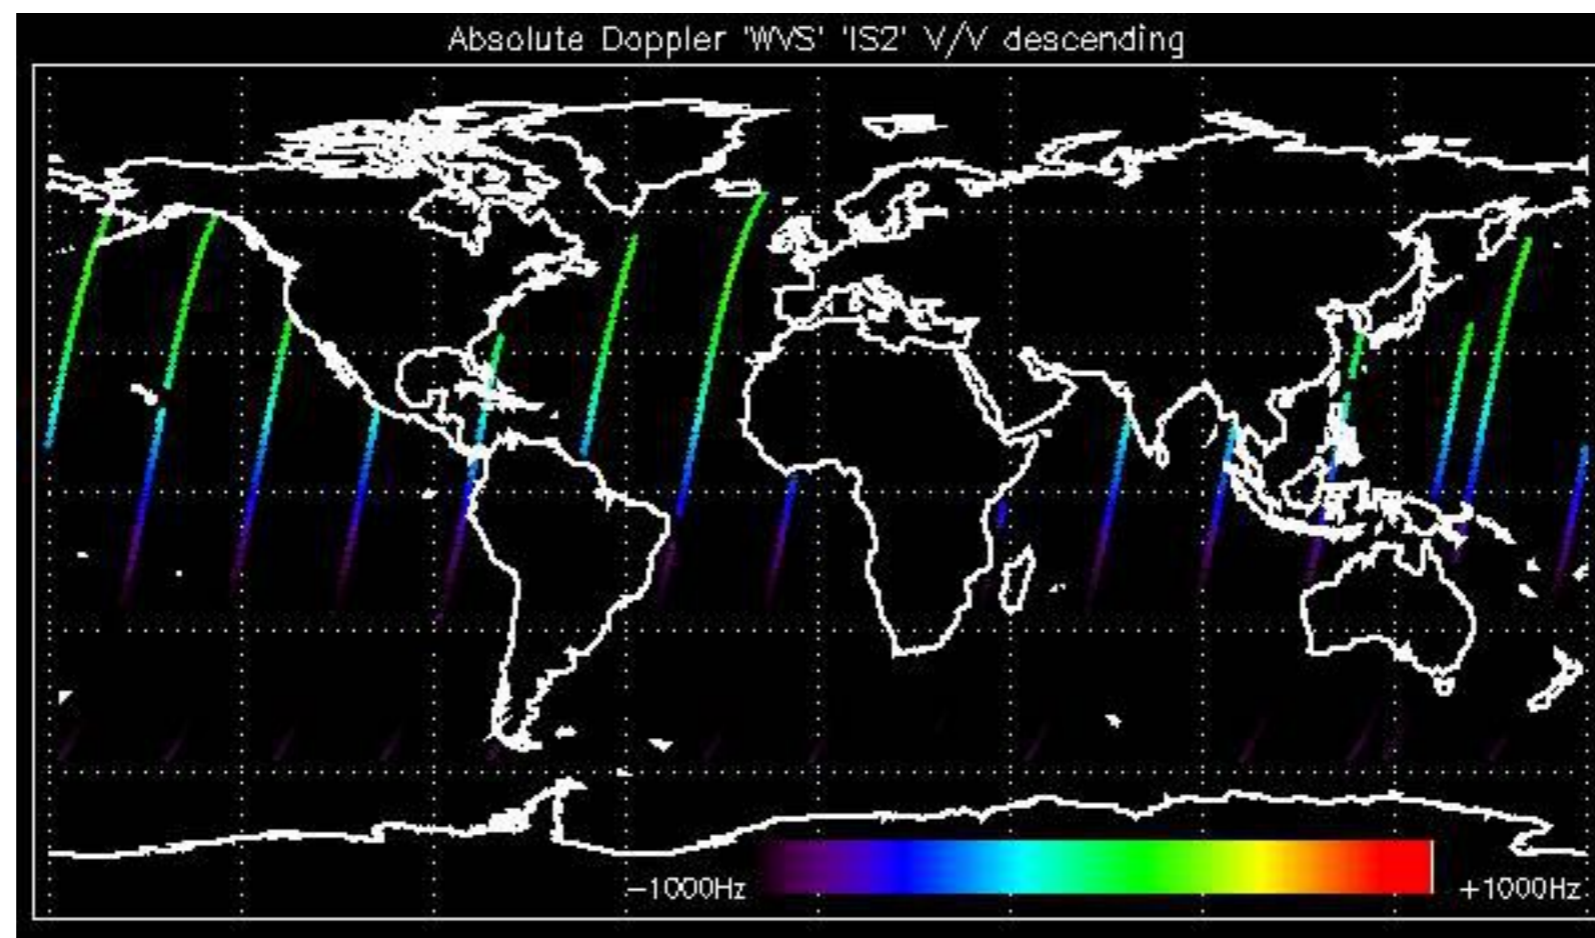 Absolute Doppler 'WVS' 'IS2' V/V descending
-1000Hz
+1000Hz